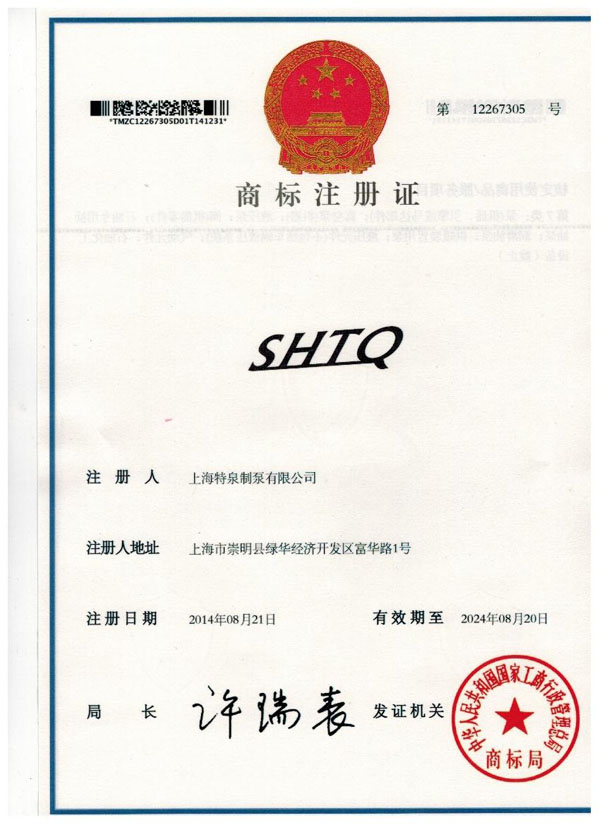 *TMZC12267305D01T141231*
第 12267305 号
商标注册证
SHTQ
注 册 人 上海特泉制泵有限公司
注册人地址 上海市崇明县绿华经济开发区富华路1号
注册日期 2014年08月21日 有效期至 2024年08月20日
局 长 许瑞表 发证机关
中华人民共和国国家工商行政管理总局
商标局